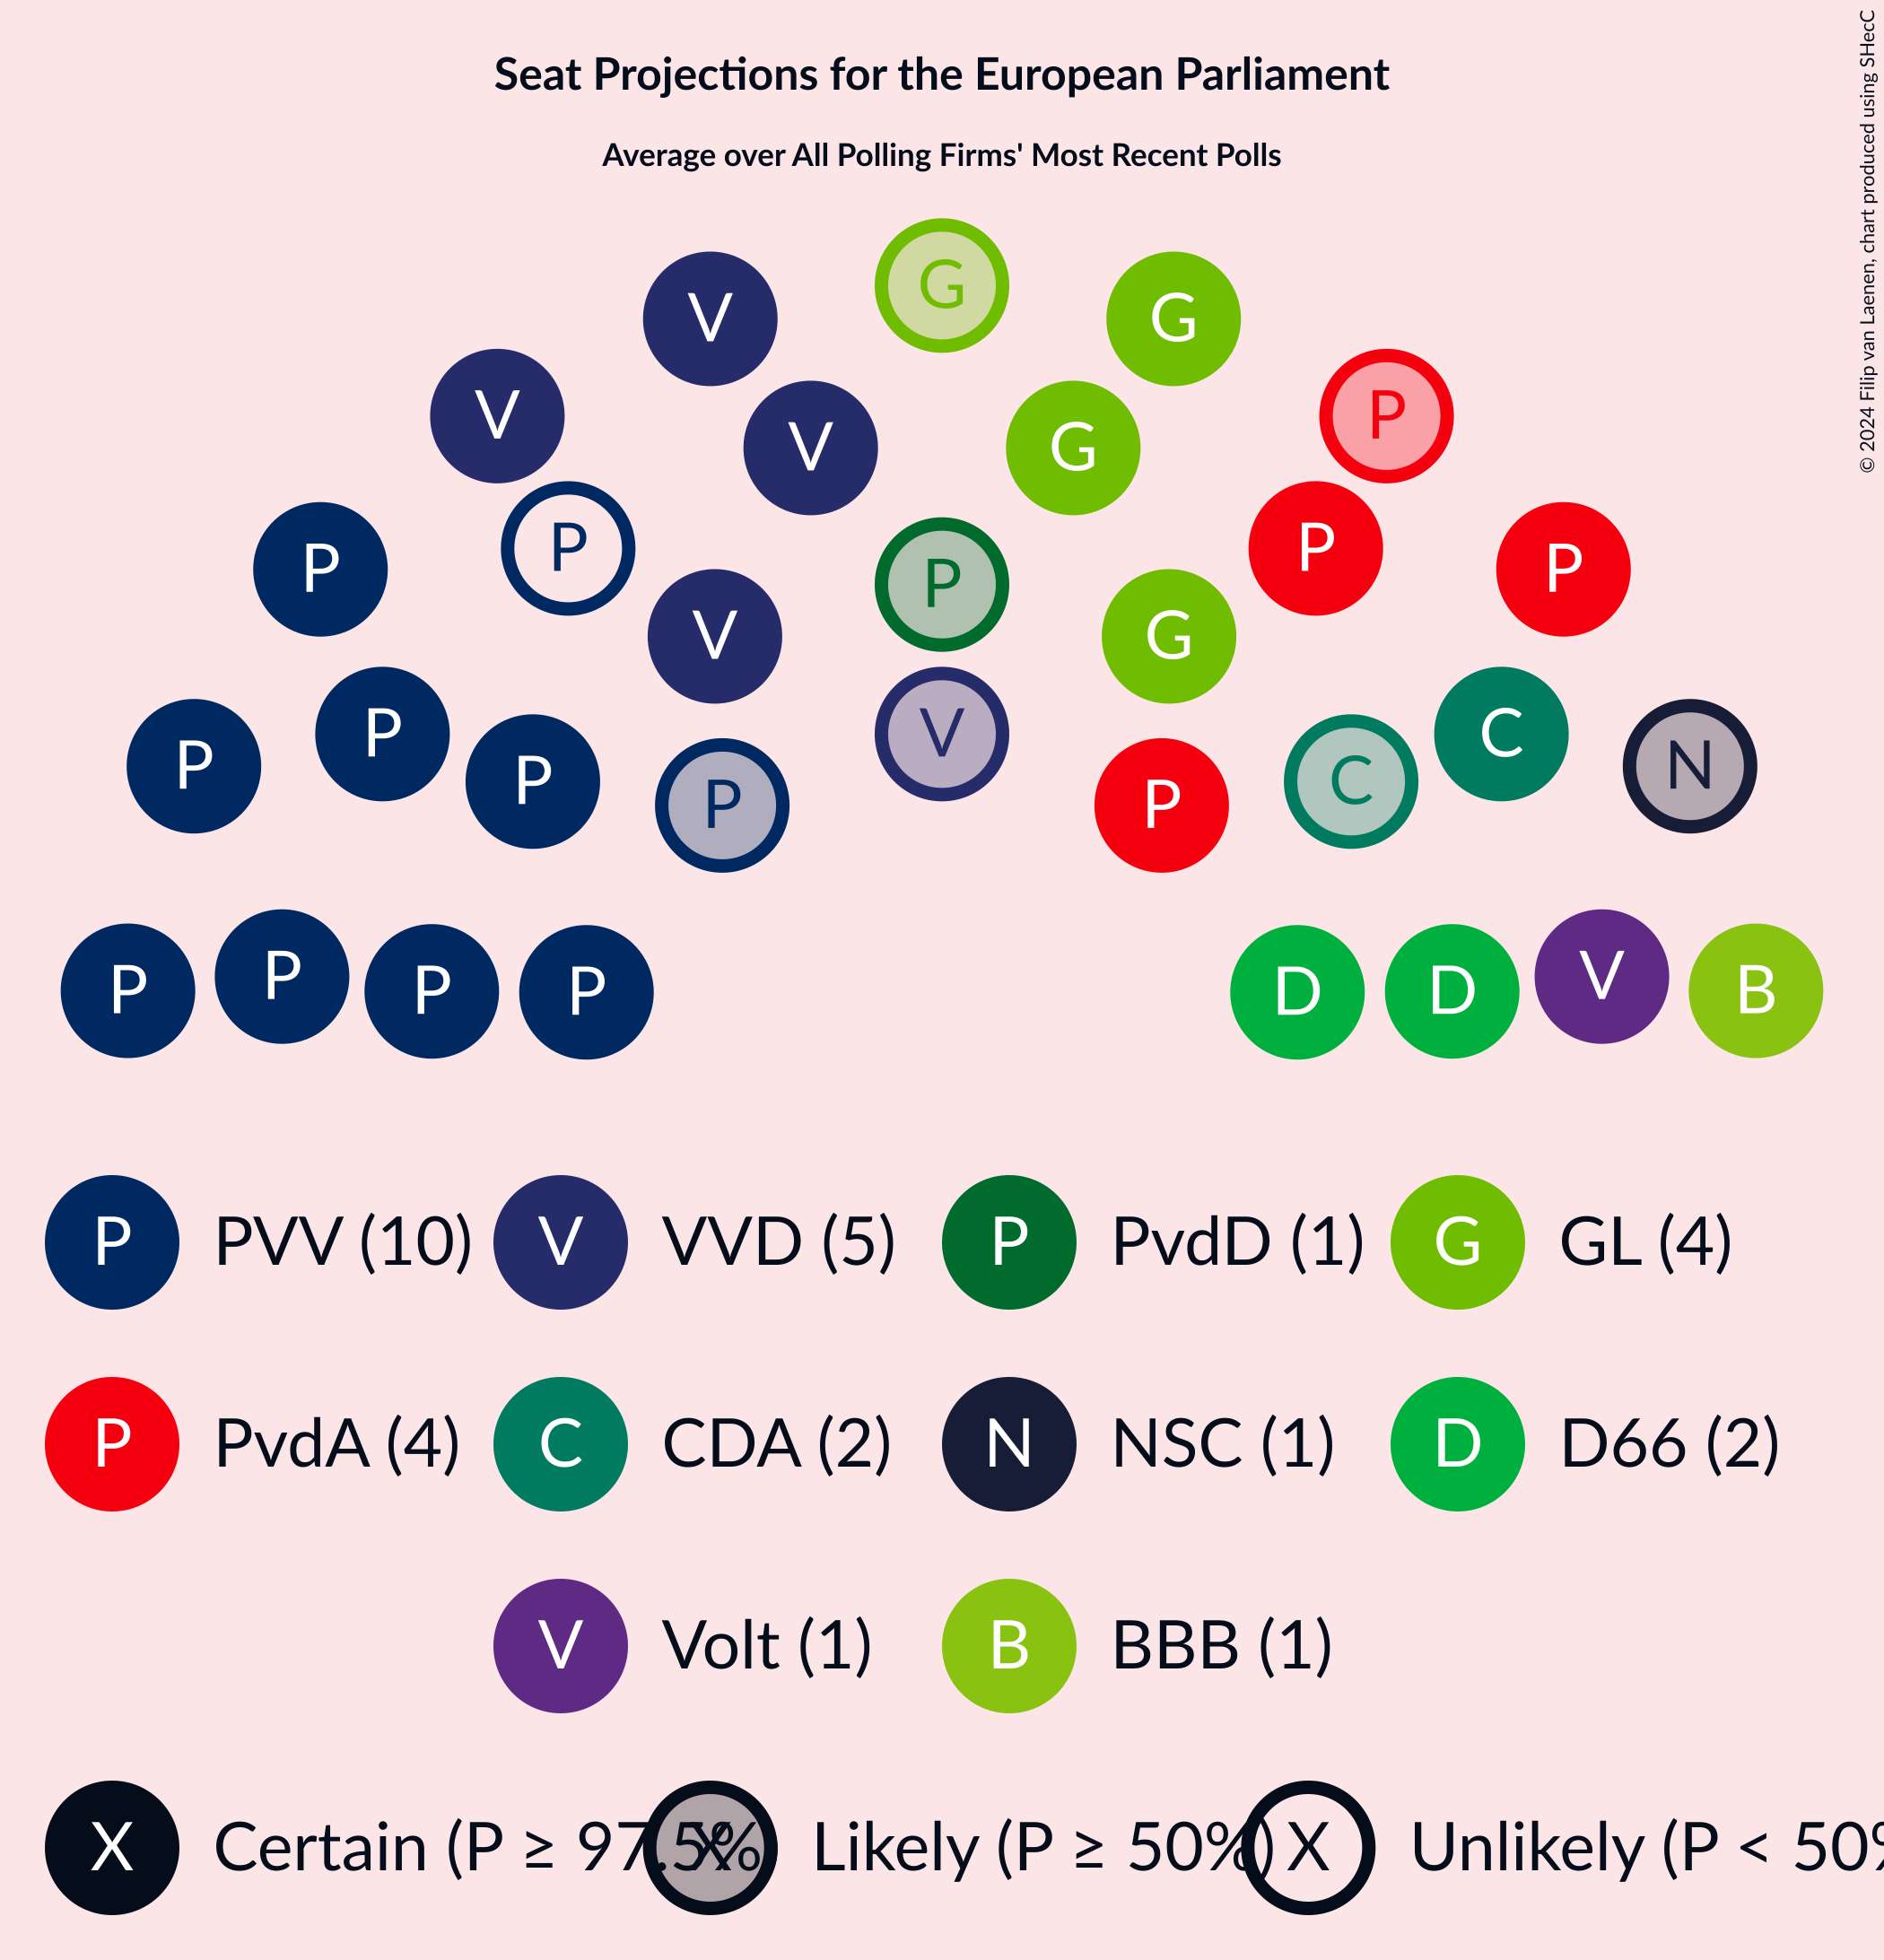 Seat Projections for the European Parliament
Average over All Polling Firms' Most Recent Polls
© 2024 Filip van Laenen, chart produced using SHecC
G
V G
V P
V G
P P P P
P V G
P C
P P V C N
P P P P C
P P P P D D V B
P PVV (10) V VVD (5) P PvdD (1) G GL (4)
P PvdA (4) C CDA (2) N NSC (1) D D66 (2)
V Volt (1) B BBB (1)
X Certain (P ≥ 97.5% X Likely (P ≥ 50%) X Unlikely (P < 50%